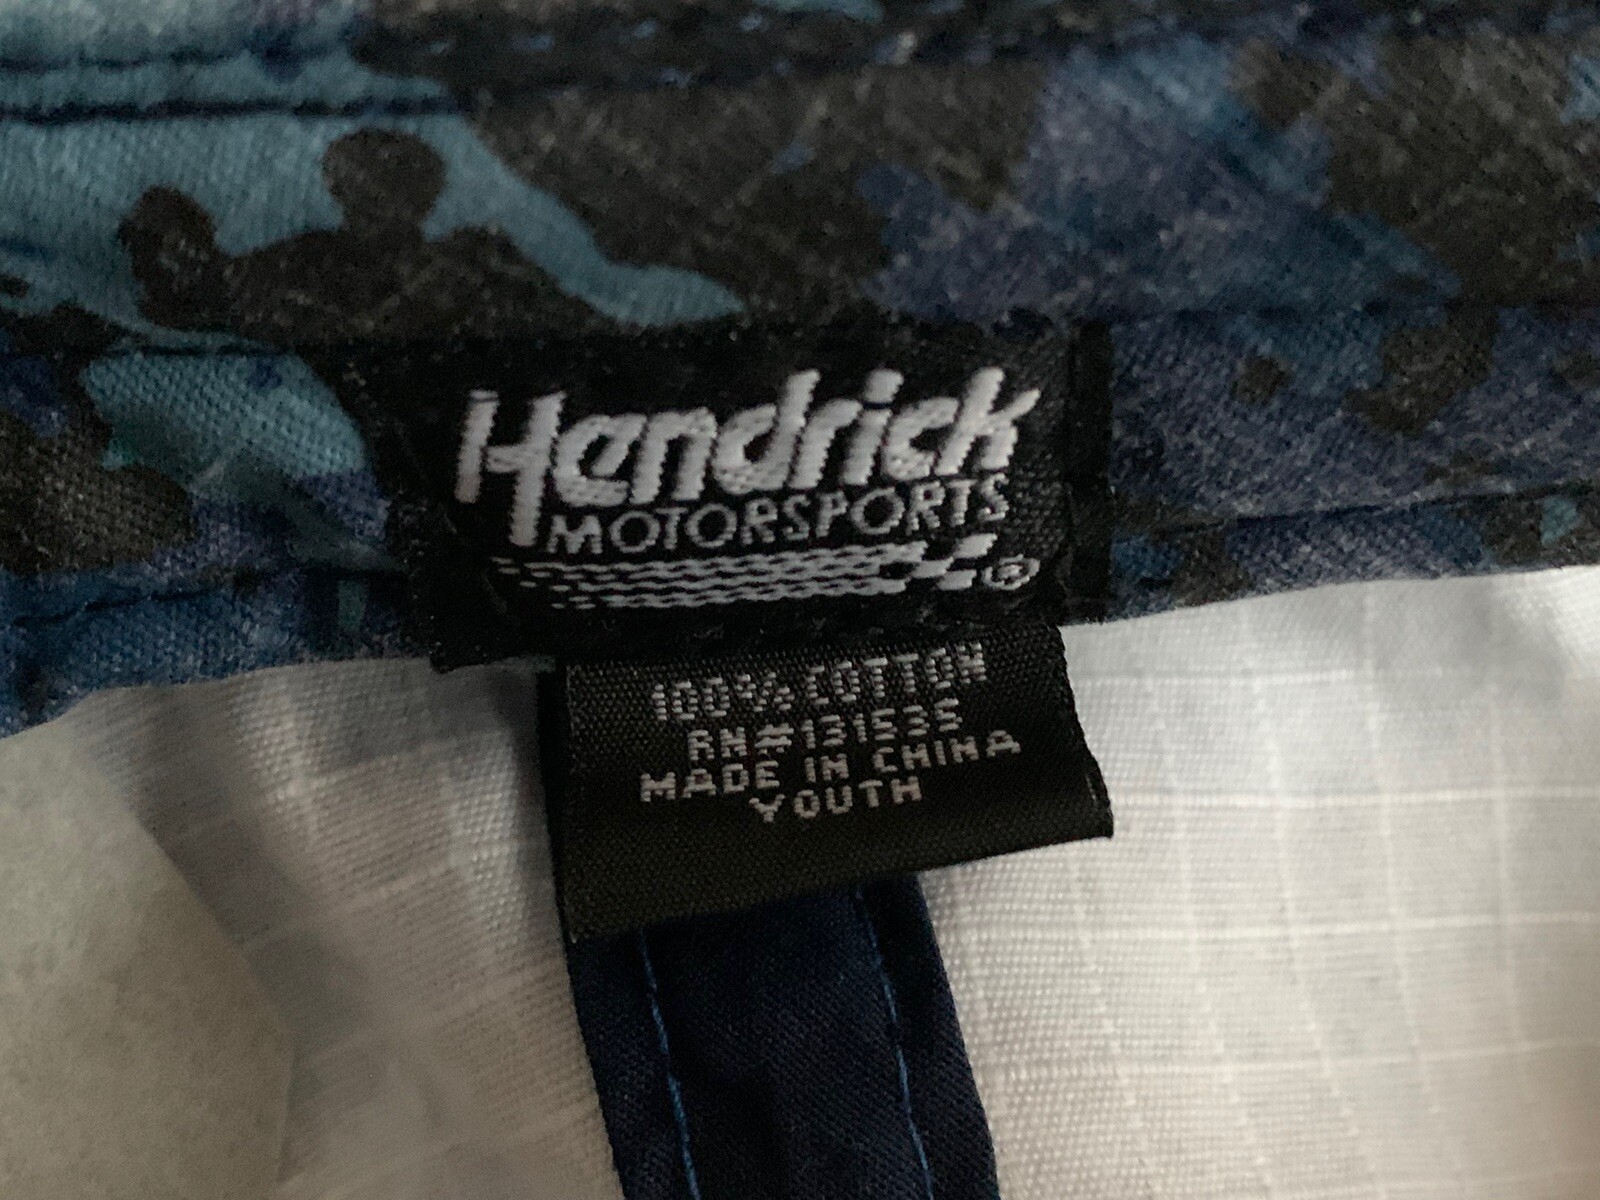 Hendrick
MOTORSPORTS
®
100% COTTON
RN#131535
MADE IN CHINA
YOUTH